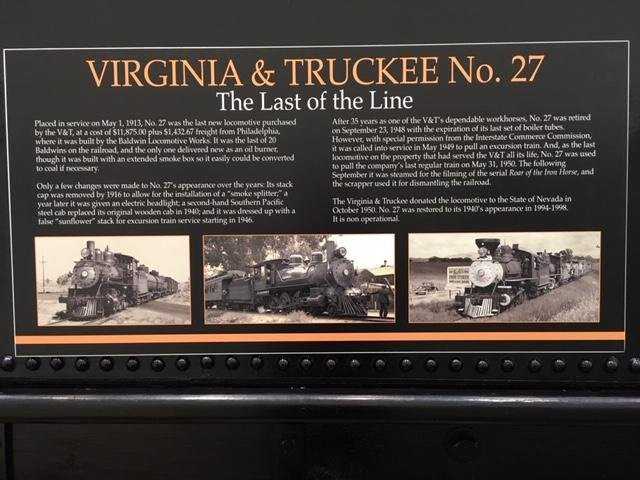 VIRGINIA & TRUCKEE No. 27
The Last of the Line
Placed in service on May 1, 1913, No. 27 was the last new locomotive purchased
by the V&T, at a cost of $11,875.00 plus $1,432.67 freight from Philadelphia,
where it was built by the Baldwin Locomotive Works. It was the last of 20
Baldwins on the railroad, and the only one delivered new as an oil burner,
though it was built with an extended smoke box so it easily could be converted
to coal if necessary.
Only a few changes were made to No. 27's appearance over the years: Its stack
cap was removed by 1916 to allow for the installation of a "smoke splitter;" a
year later it was given an electric headlight; a second-hand Southern Pacific
steel cab replaced its original wooden cab in 1940; and it was dressed up with a
false "sunflower" stack for excursion train service starting in 1946.
After 35 years as one of the V&T's dependable workhorses, No. 27 was retired
on September 23, 1948 with the expiration of its last set of boiler tubes.
However, with special permission from the Interstate Commerce Commission,
it was called into service in May 1949 to pull an excursion train. And, as the last
locomotive on the property that had served the V&T all its life, No. 27 was used
to pull the company's last regular train on May 31, 1950. The following
September it was steamed for the filming of the serial Roar of the Iron Horse, and
the scrapper used it for dismantling the railroad.
The Virginia & Truckee donated the locomotive to the State of Nevada in
October 1950. No. 27 was restored to its 1940's appearance in 1994-1998.
It is non operational.